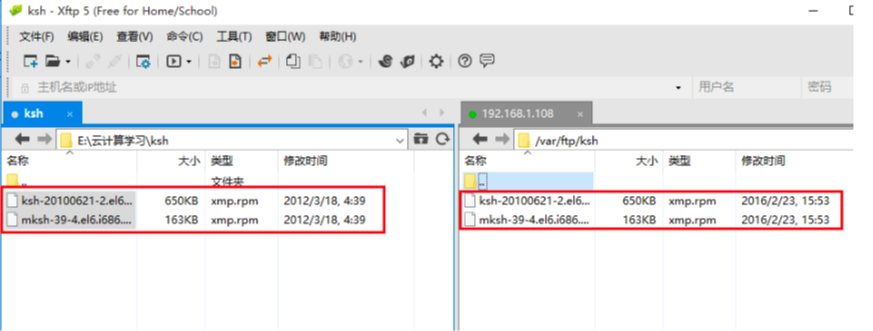 ksh - Xftp 5 (Free for Home/School)
文件(F) 编辑(E) 查看(V) 命令(C) 工具(T) 窗口(W) 帮助(H)
主机名或IP地址 用户名 密码
ksh × 192.168.1.108 ×
E:\云计算学习\ksh /var/ftp/ksh
名称 大小 类型 修改时间 名称 大小 类型 修改时间
.. 文件夹 ..
ksh-20100621-2.el6... 650KB xmp.rpm 2012/3/18, 4:39 ksh-20100621-2.el6... 650KB xmp.rpm 2016/2/23, 15:53
mksh-39-4.el6.i686.... 163KB xmp.rpm 2012/3/18, 4:39 mksh-39-4.el6.i686.... 163KB xmp.rpm 2016/2/23, 15:53